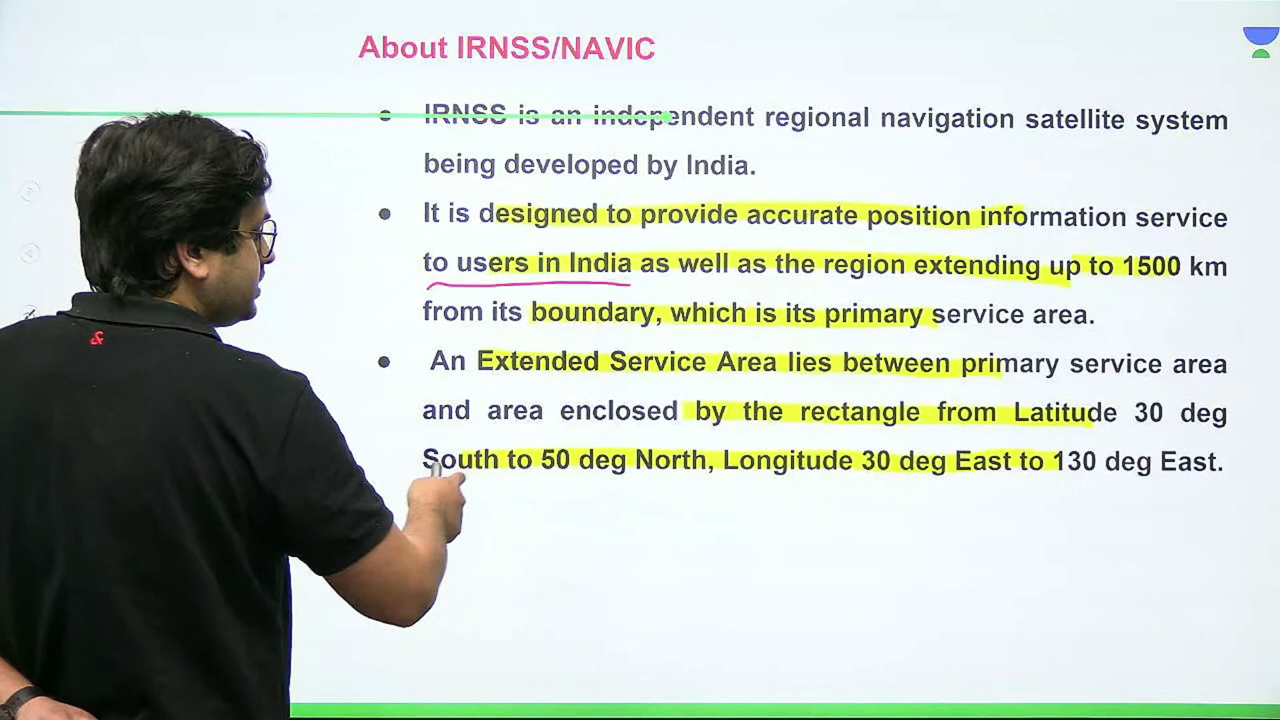 About IRNSS/NAVIC
• IRNSS is an independent regional navigation satellite system
being developed by India.
• It is designed to provide accurate position information service
to users in India as well as the region extending up to 1500 km
from its boundary, which is its primary service area.
• An Extended Service Area lies between primary service area
and area enclosed by the rectangle from Latitude 30 deg
South to 50 deg North, Longitude 30 deg East to 130 deg East.
&